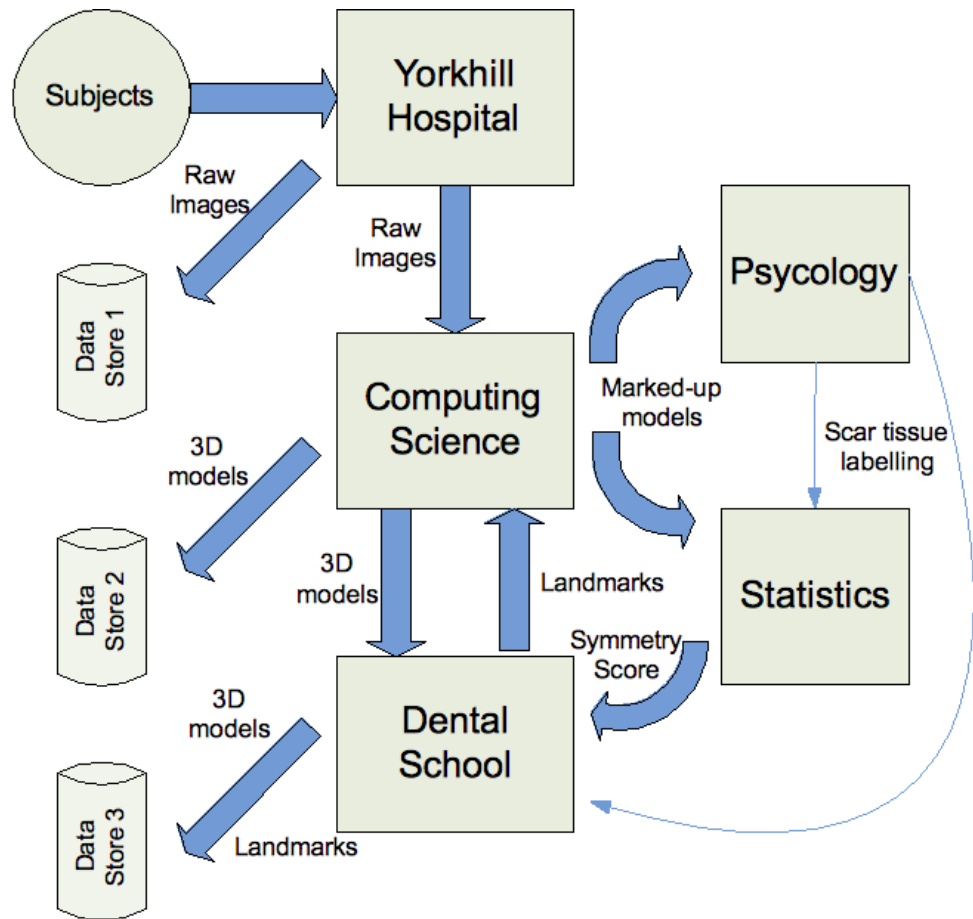 Subjects
Yorkhill
Hospital
Raw
Images
Raw
Images
Psycology
Data
Store 1
Computing
Science
Marked-up
models
Scar tissue
labelling
3D
models
Data
Store 2
3D
models
Landmarks
Statistics
Symmetry
Score
3D
models
Dental
School
Data
Store 3
Landmarks